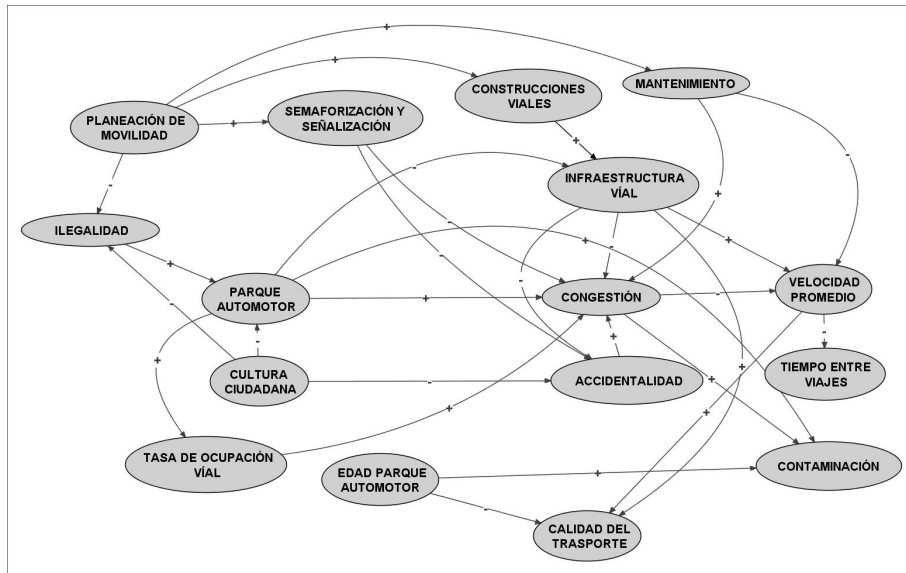 MANTENIMIENTO
CONSTRUCCIONES
VIALES
PLANEACIÓN DE
MOVILIDAD
SEMAFORIZACIÓN Y
SEÑALIZACIÓN
INFRAESTRUCTURA
VÍAL
ILEGALIDAD
PARQUE
AUTOMOTOR
CONGESTIÓN
VELOCIDAD
PROMEDIO
CULTURA
CIUDADANA
ACCIDENTALIDAD
TIEMPO ENTRE
VIAJES
TASA DE OCUPACIÓN
VÍAL
EDAD PARQUE
AUTOMOTOR
CONTAMINACIÓN
CALIDAD DEL
TRASPORTE